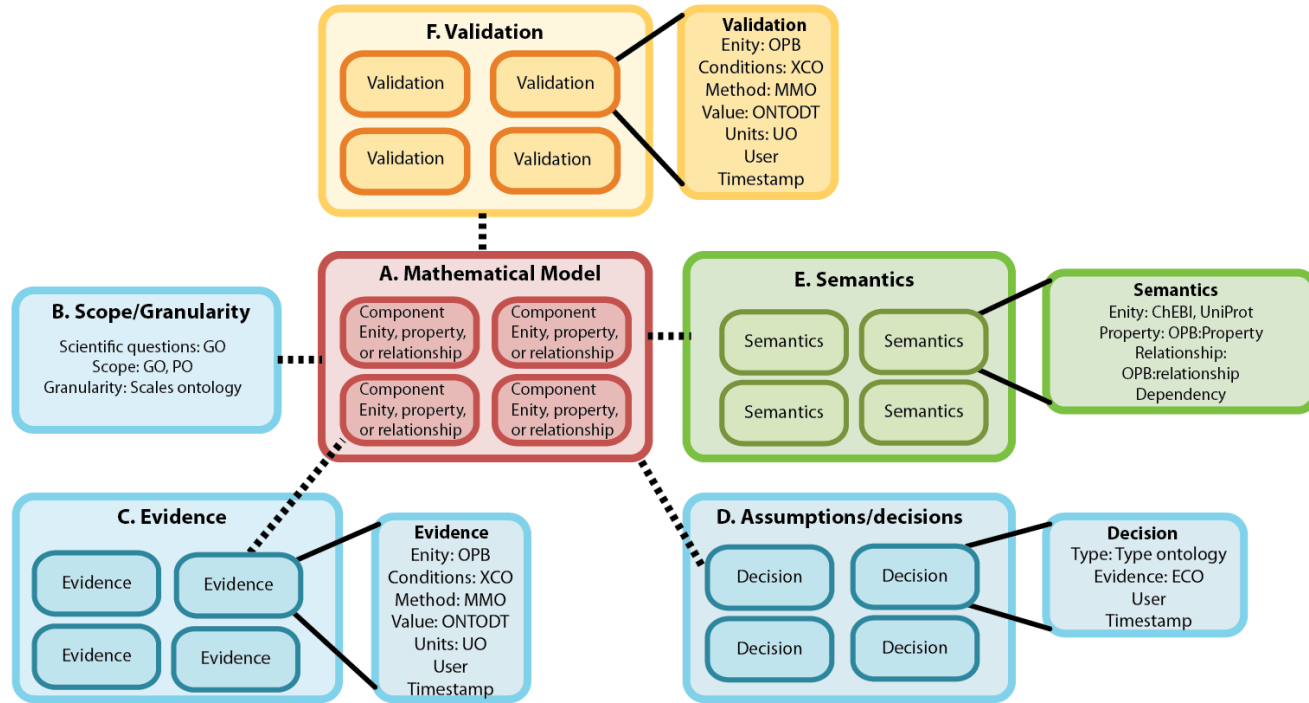 F. Validation
Validation
Validation
Validation
Validation
Validation
Enity: OPB
Conditions: XCO
Method: MMO
Value: ONTODT
Units: UO
User
Timestamp
A. Mathematical Model
Component
Entity, property,
or relationship
Component
Entity, property,
or relationship
Component
Entity, property,
or relationship
Component
Entity, property,
or relationship
B. Scope/Granularity
Scientific questions: GO
Scope: GO, PO
Granularity: Scales ontology
E. Semantics
Semantics
Semantics
Semantics
Semantics
Semantics
Entity: ChEBI, UniProt
Property: OPB:Property
Relationship:
OPB:relationship
Dependency
C. Evidence
Evidence
Evidence
Evidence
Evidence
Evidence
Enity: OPB
Conditions: XCO
Method: MMO
Value: ONTODT
Units: UO
User
Timestamp
D. Assumptions/decisions
Decision
Decision
Decision
Decision
Decision
Type: Type ontology
Evidence: ECO
User
Timestamp